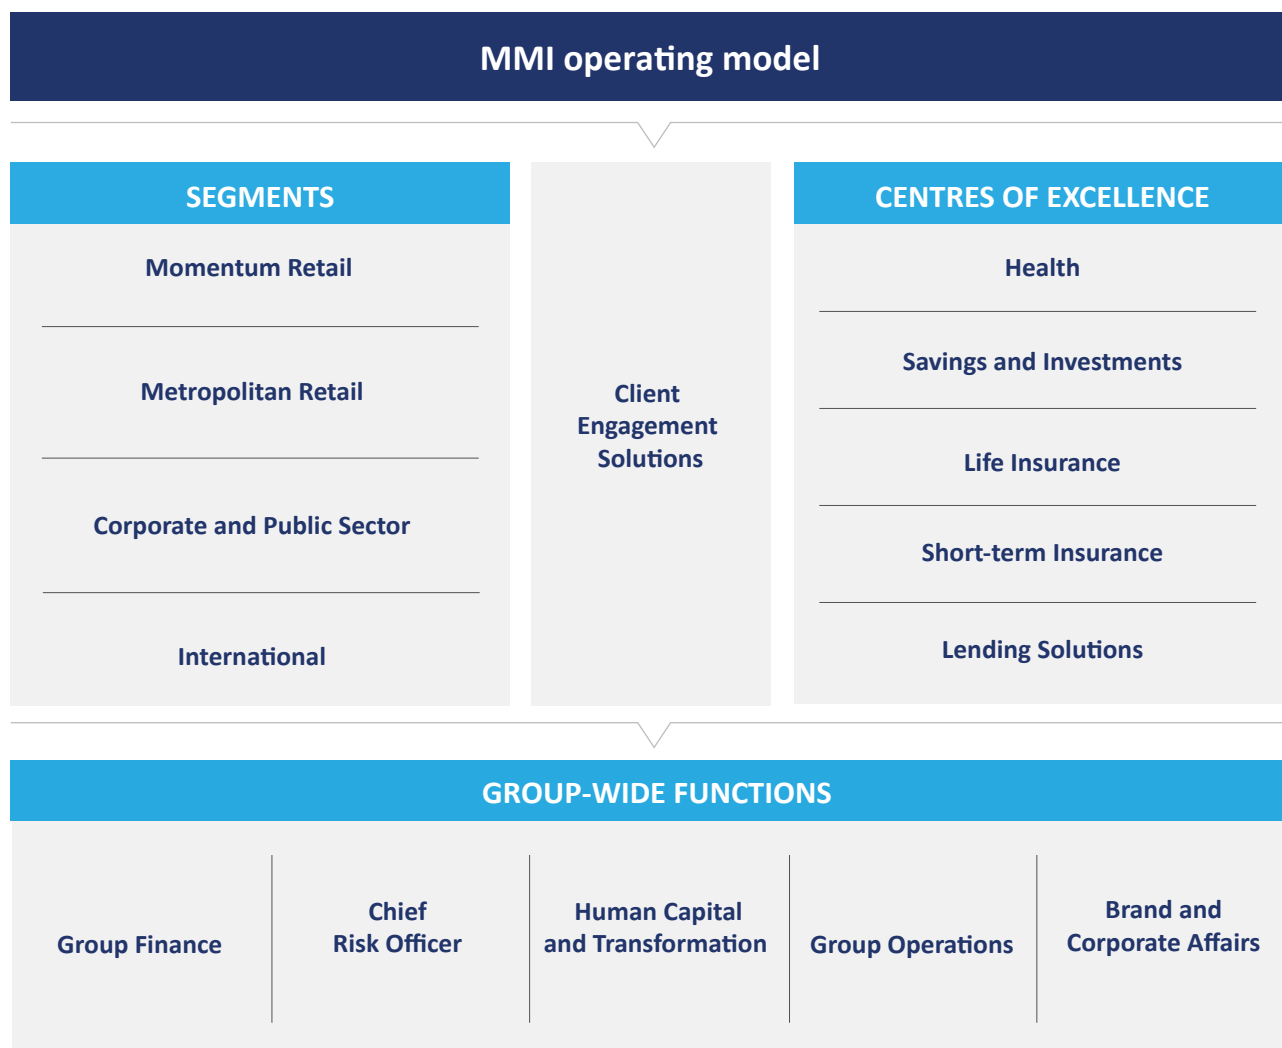 MMI operating model
SEGMENTS
Momentum Retail
Metropolitan Retail
Corporate and Public Sector
International
Client
Engagement
Solutions
CENTRES OF EXCELLENCE
Health
Savings and Investments
Life Insurance
Short-term Insurance
Lending Solutions
GROUP-WIDE FUNCTIONS
Group Finance
Chief
Risk Officer
Human Capital
and Transformation
Group Operations
Brand and
Corporate Affairs